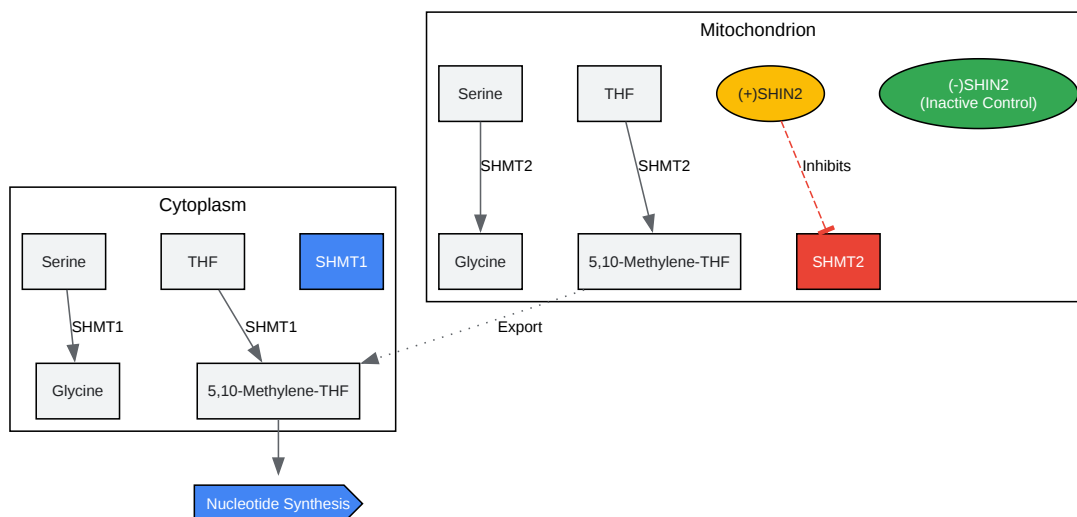 Mitochondrion
Serine
THF
(+)SHIN2
(-)SHIN2
(Inactive Control)
SHMT2
SHMT2
Inhibits
Glycine
5,10-Methylene-THF
SHMT2
Cytoplasm
Serine
THF
SHMT1
SHMT1
SHMT1
Export
Glycine
5,10-Methylene-THF
Nucleotide Synthesis